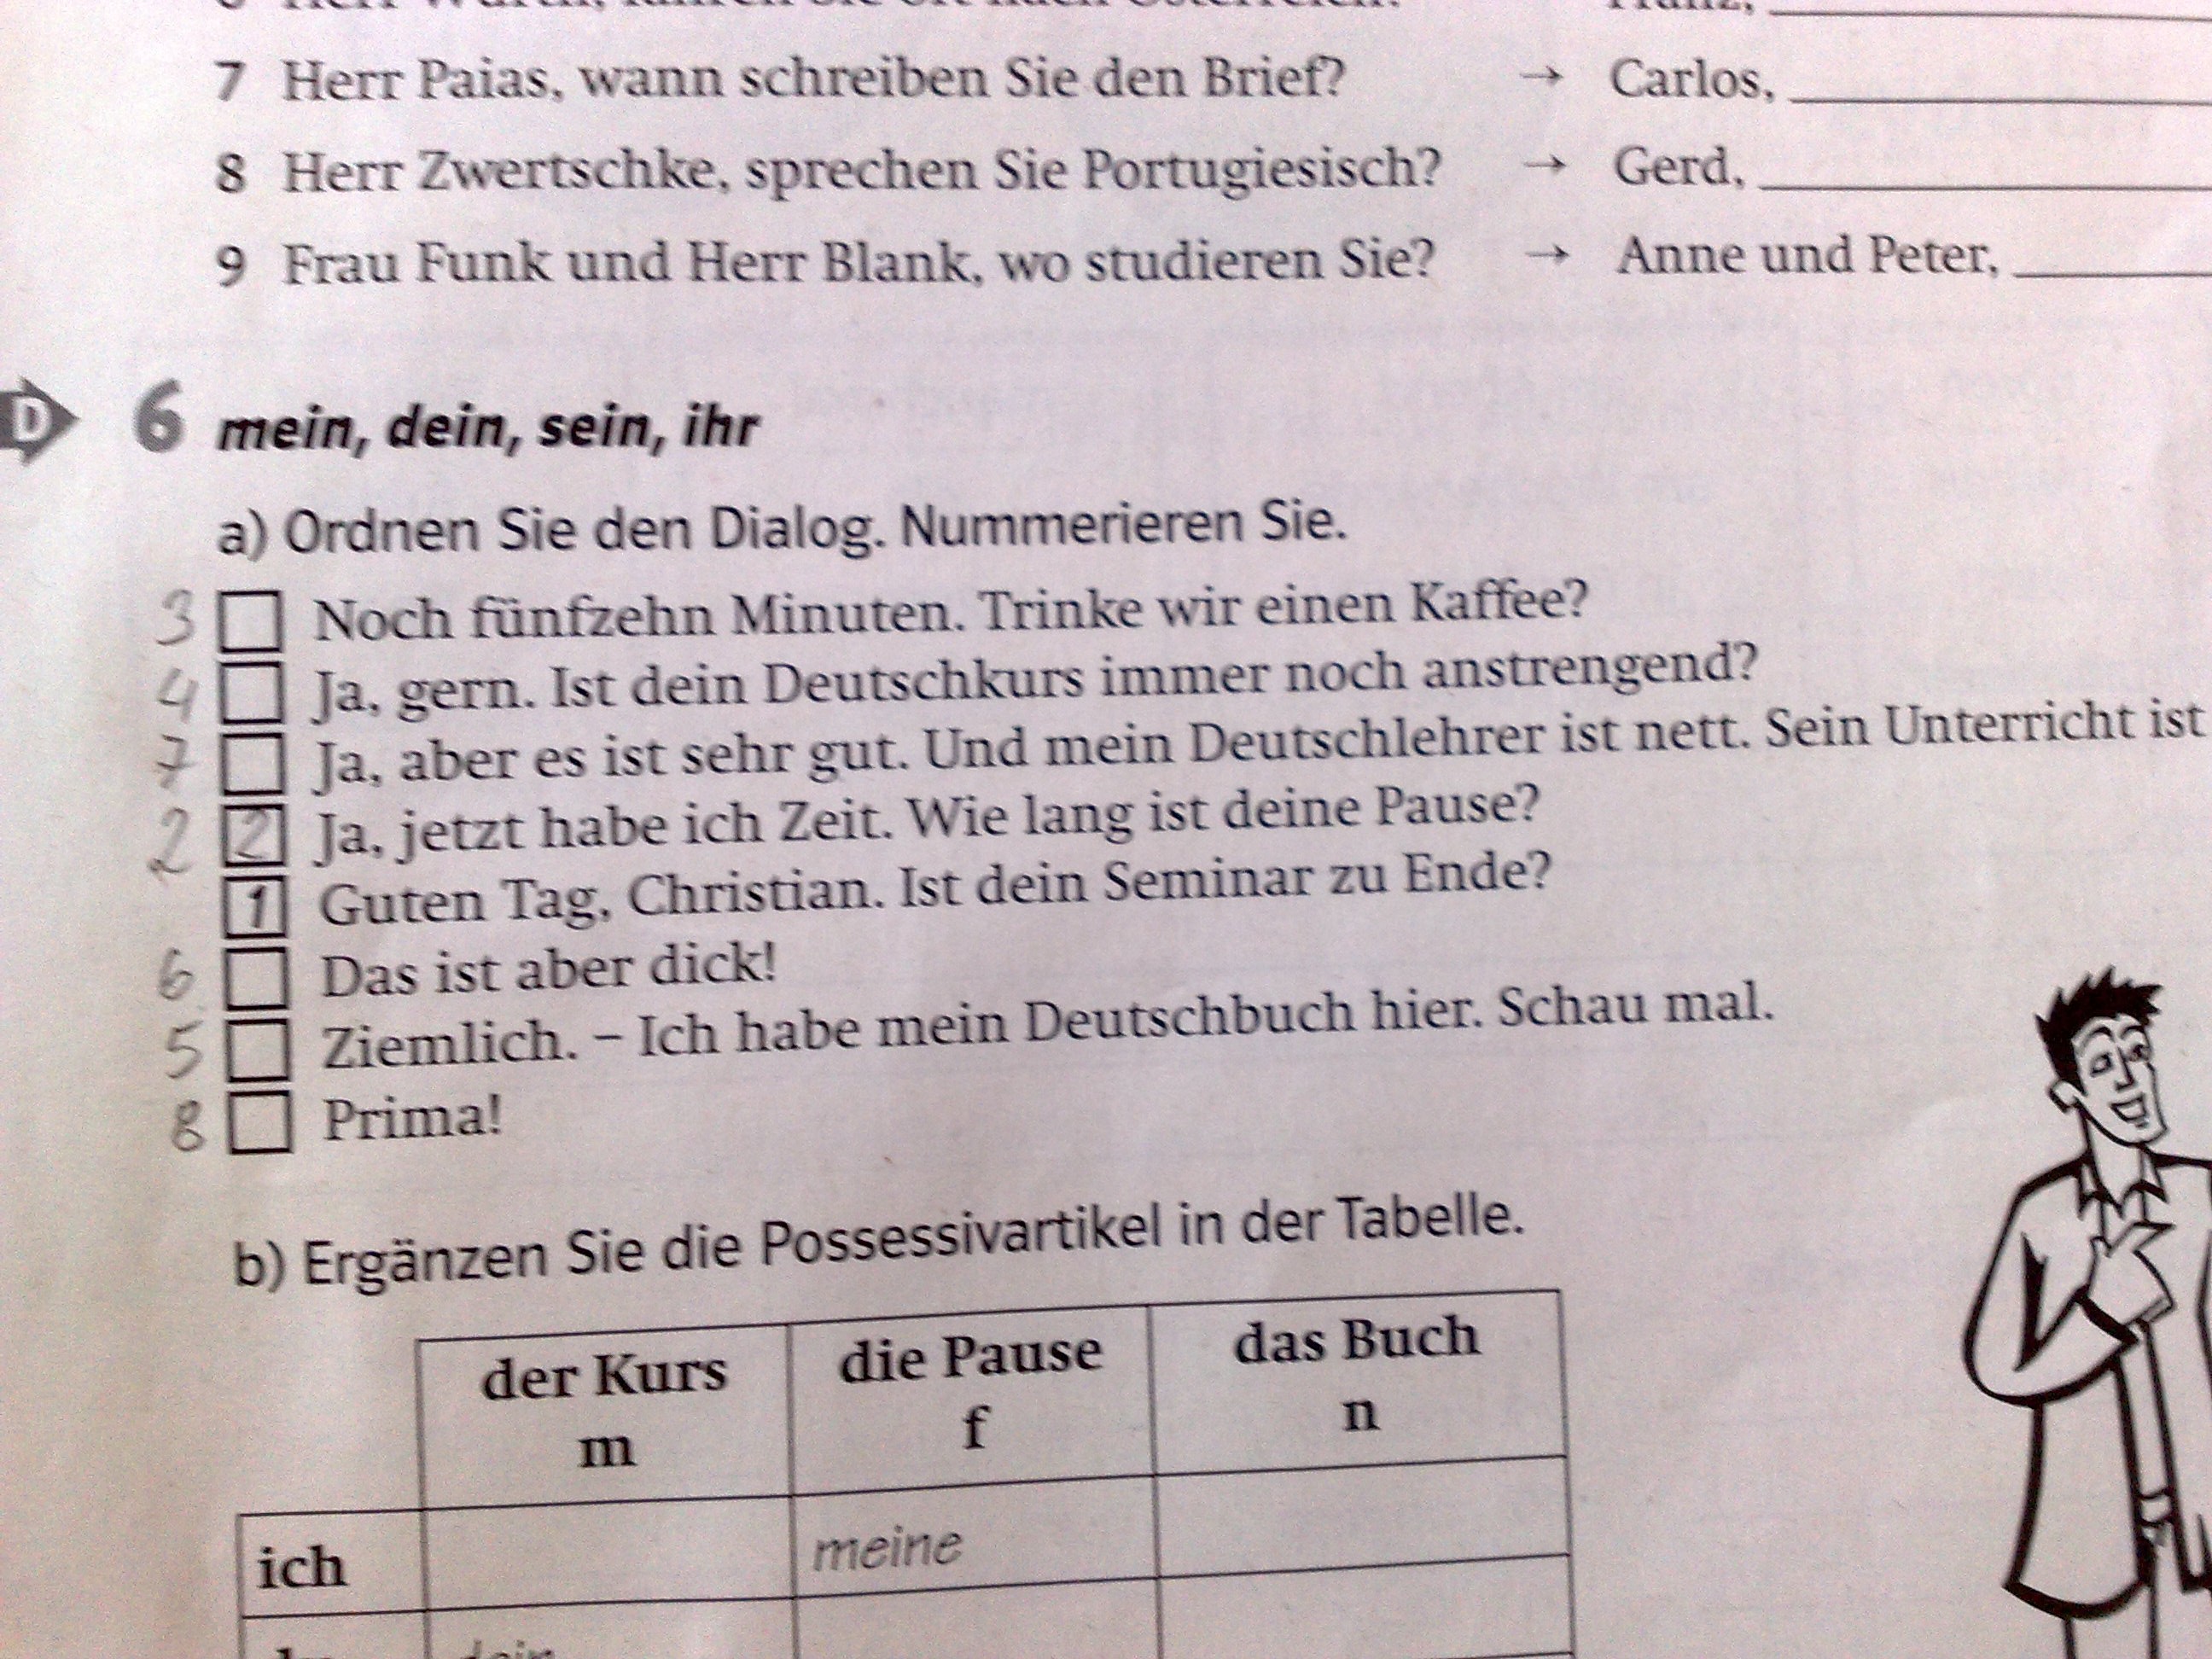 7 Herr Paias, wann schreiben Sie den Brief? → Carlos,
8 Herr Zwertschke, sprechen Sie Portugiesisch? → Gerd,
9 Frau Funk und Herr Blank, wo studieren Sie? → Anne und Peter,
D 6 mein, dein, sein, ihr
a) Ordnen Sie den Dialog. Nummerieren Sie.
3 Noch fünfzehn Minuten. Trinke wir einen Kaffee?
4 Ja, gern. Ist dein Deutschkurs immer noch anstrengend?
7 Ja, aber es ist sehr gut. Und mein Deutschlehrer ist nett. Sein Unterricht ist
2 2 Ja, jetzt habe ich Zeit. Wie lang ist deine Pause?
1 Guten Tag, Christian. Ist dein Seminar zu Ende?
6 Das ist aber dick!
5 Ziemlich. – Ich habe mein Deutschbuch hier. Schau mal.
8 Prima!
b) Ergänzen Sie die Possessivartikel in der Tabelle.
der Kurs die Pause das Buch
m f n
ich meine
dein